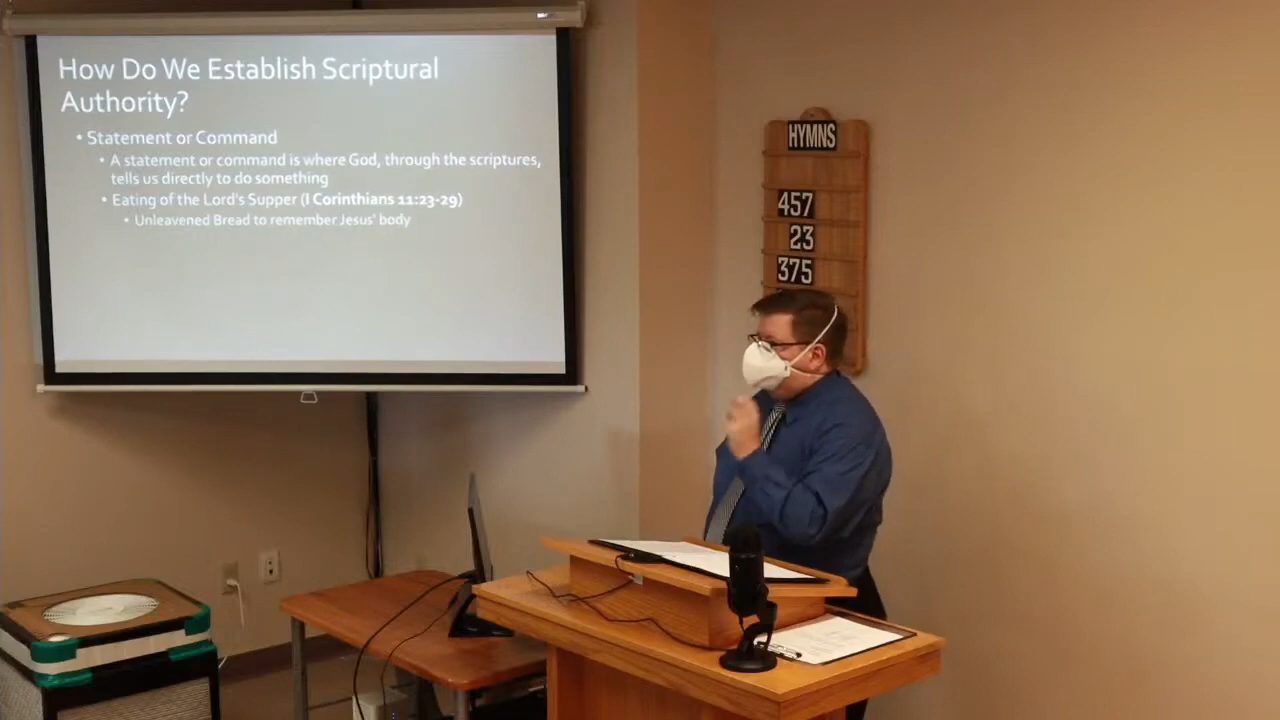 How Do We Establish Scriptural
Authority?
• Statement or Command
• A statement or command is where God, through the scriptures,
tells us directly to do something
• Eating of the Lord's Supper (I Corinthians 11:23-29)
• Unleavened Bread to remember Jesus' body
HYMNS
457
23
375